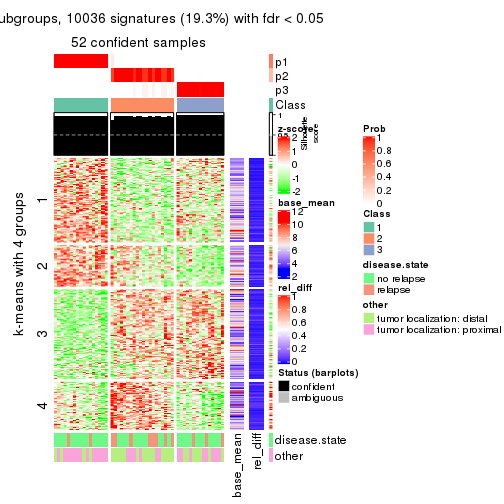 ubgroups, 10036 signatures (19.3%) with fdr < 0.05
52 confident samples
p1
p2
p3
Class
1
Silhouette
score
k-means with 4 groups
1
2
3
4
z-score
2
1
0
-1
-2
base_mean
12
10
8
6
4
2
rel_diff
1
0.8
0.6
0.4
0.2
0
Status (barplots)
confident
ambiguous
Prob
1
0.8
0.6
0.4
0.2
0
Class
1
2
3
disease.state
no relapse
relapse
other
tumor localization: distal
tumor localization: proximal
disease.state
other
base_mean
rel_diff